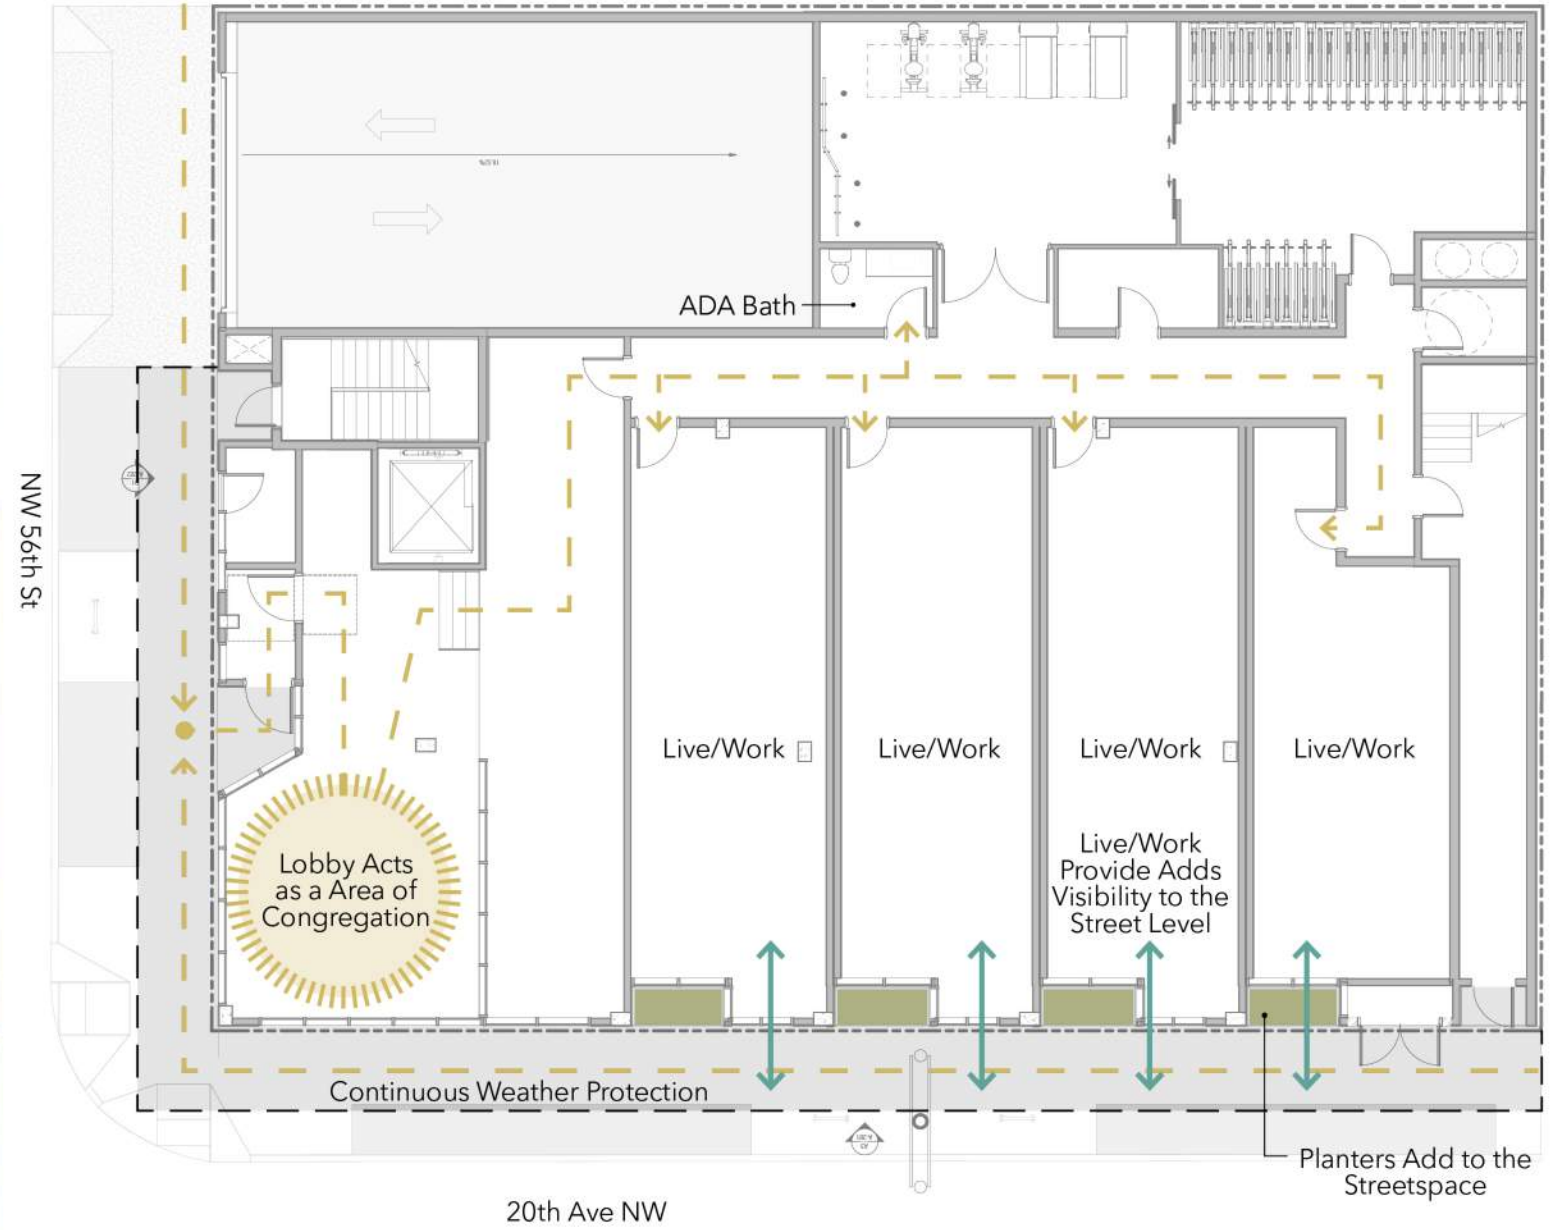 ADA Bath
NW 56th St
Live/Work
Live/Work
Live/Work
Live/Work
Live/Work
Provide Adds
Visibility to the
Street Level
Lobby Acts
as a Area of
Congregation
Continuous Weather Protection
Planters Add to the
Streetspace
20th Ave NW